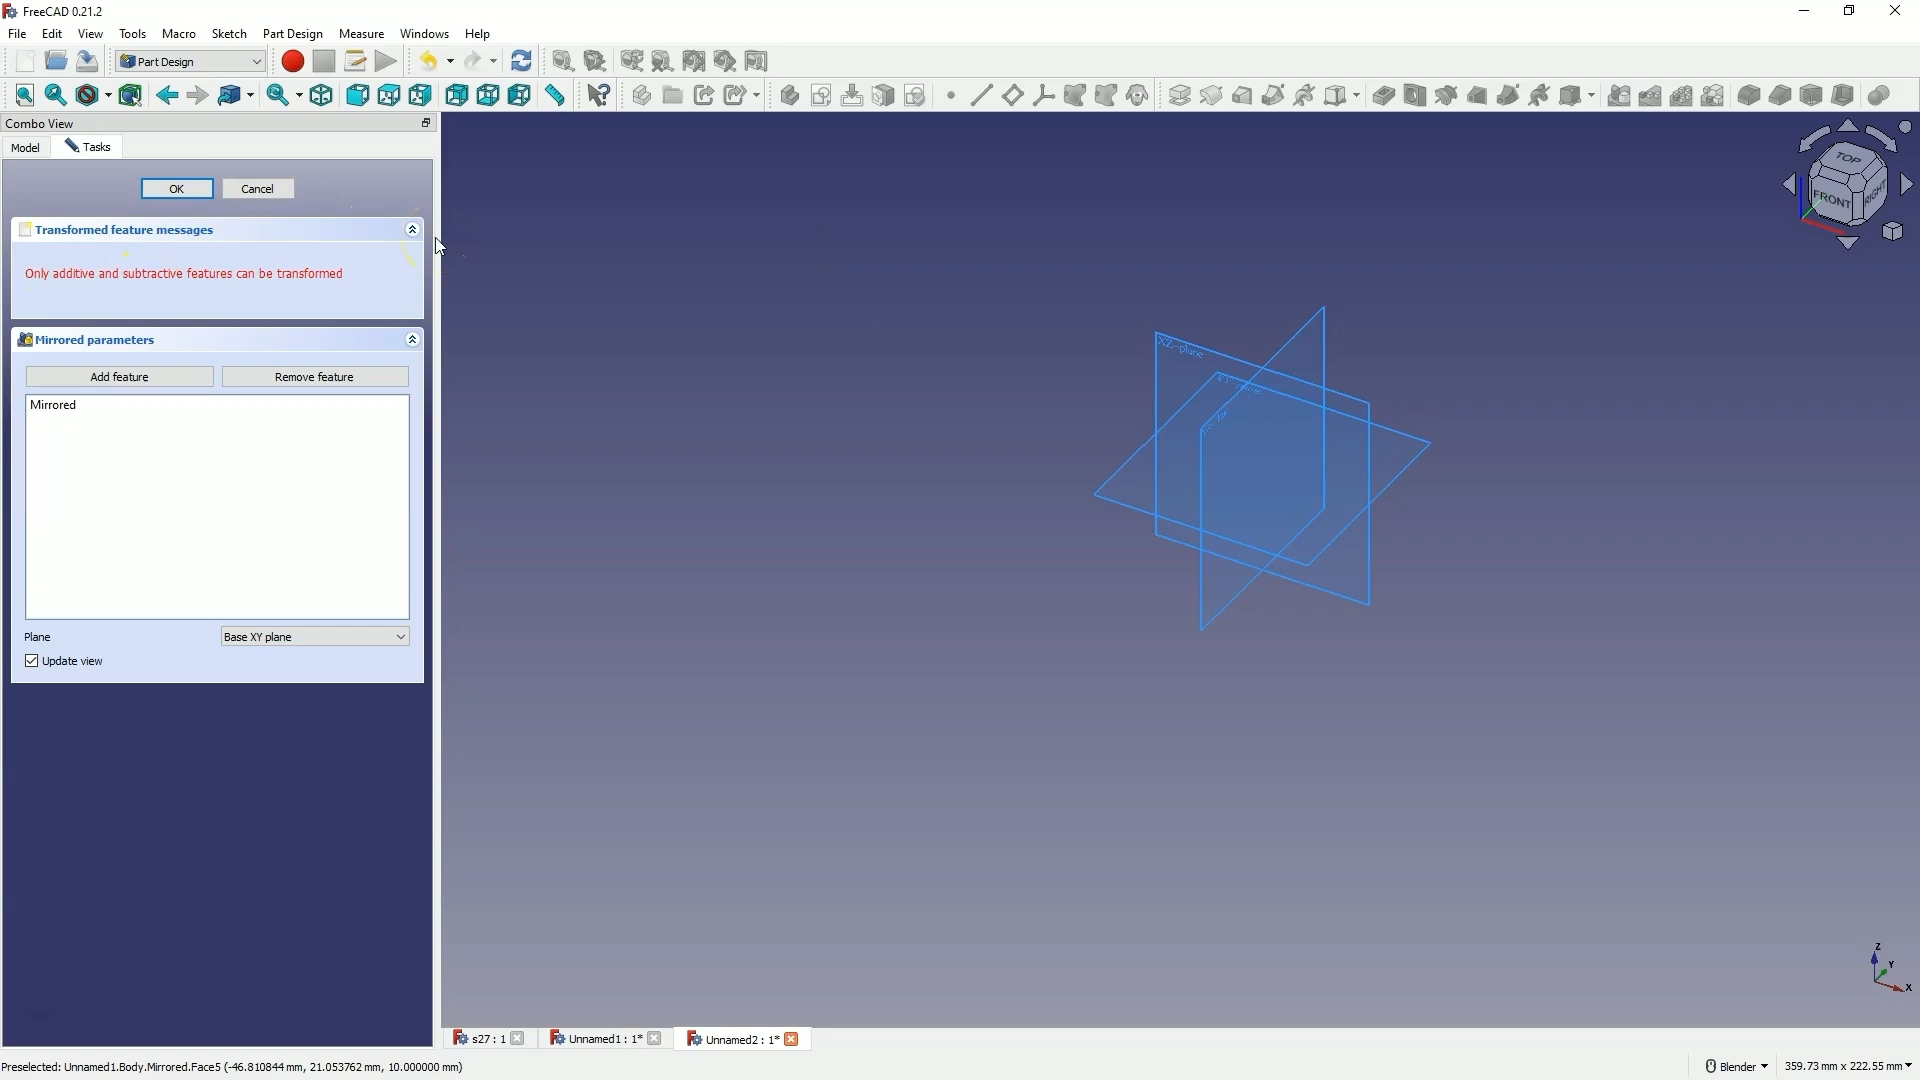 FreeCAD 0.21.2
File Edit View Tools Macro Sketch Part Design Measure Windows Help
Part Design
Combo View
Model Tasks
OK Cancel
Transformed feature messages
Only additive and subtractive features can be transformed
Mirrored parameters
Add feature Remove feature
Mirrored
Plane Base XY plane
Update view
XZ-plane
TOP
FRONT RIGHT
Z
Y
X
s27 : 1 Unnamed1 : 1* Unnamed2 : 1*
Preselected: Unnamed1.Body.Mirrored.Face5 (-46.810844 mm, 21.053762 mm, 10.000000 mm) Blender 359.73 mm x 222.55 mm